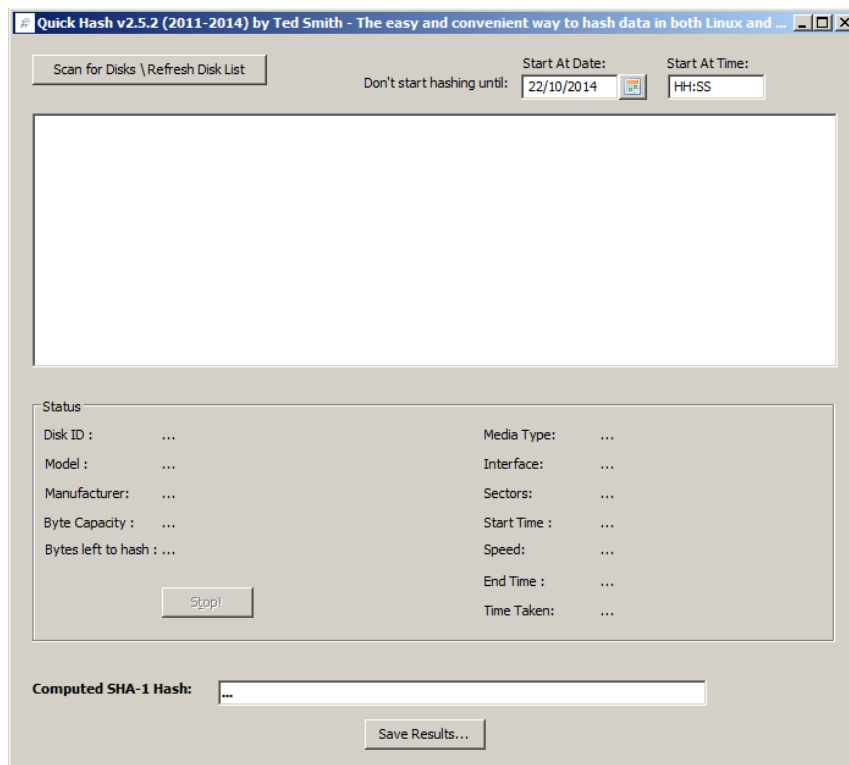 Quick Hash v2.5.2 (2011-2014) by Ted Smith - The easy and convenient way to hash data in both Linux and ...
Scan for Disks \ Refresh Disk List
Don't start hashing until:
Start At Date:
22/10/2014
Start At Time:
HH:SS
Status
Disk ID : ...
Media Type: ...
Model : ...
Interface: ...
Manufacturer: ...
Sectors: ...
Byte Capacity : ...
Start Time : ...
Bytes left to hash : ...
Speed: ...
End Time : ...
Stop!
Time Taken: ...
Computed SHA-1 Hash: ...
Save Results...